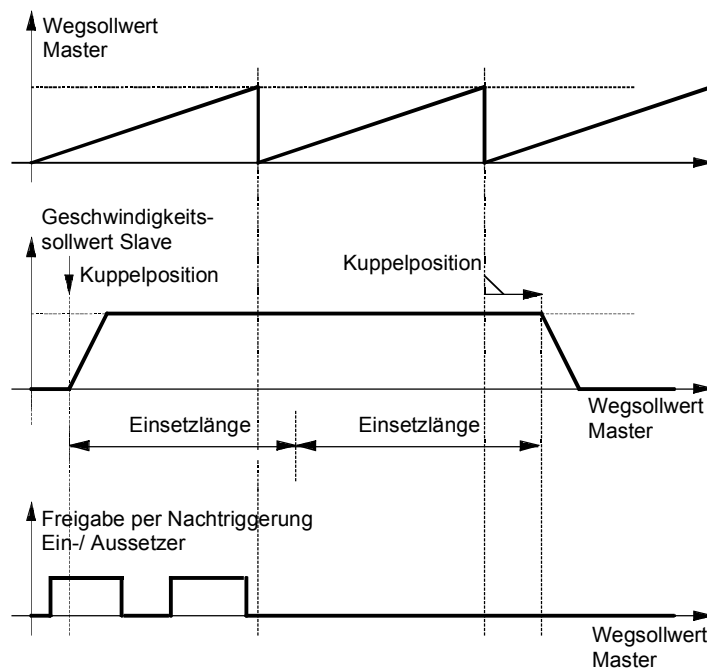 Wegsollwert
Master
Geschwindigkeits-
sollwert Slave
Kuppelposition
Kuppelposition
Wegsollwert
Master
Einsetzlänge
Einsetzlänge
Freigabe per Nachtriggerung
Ein-/ Aussetzer
Wegsollwert
Master